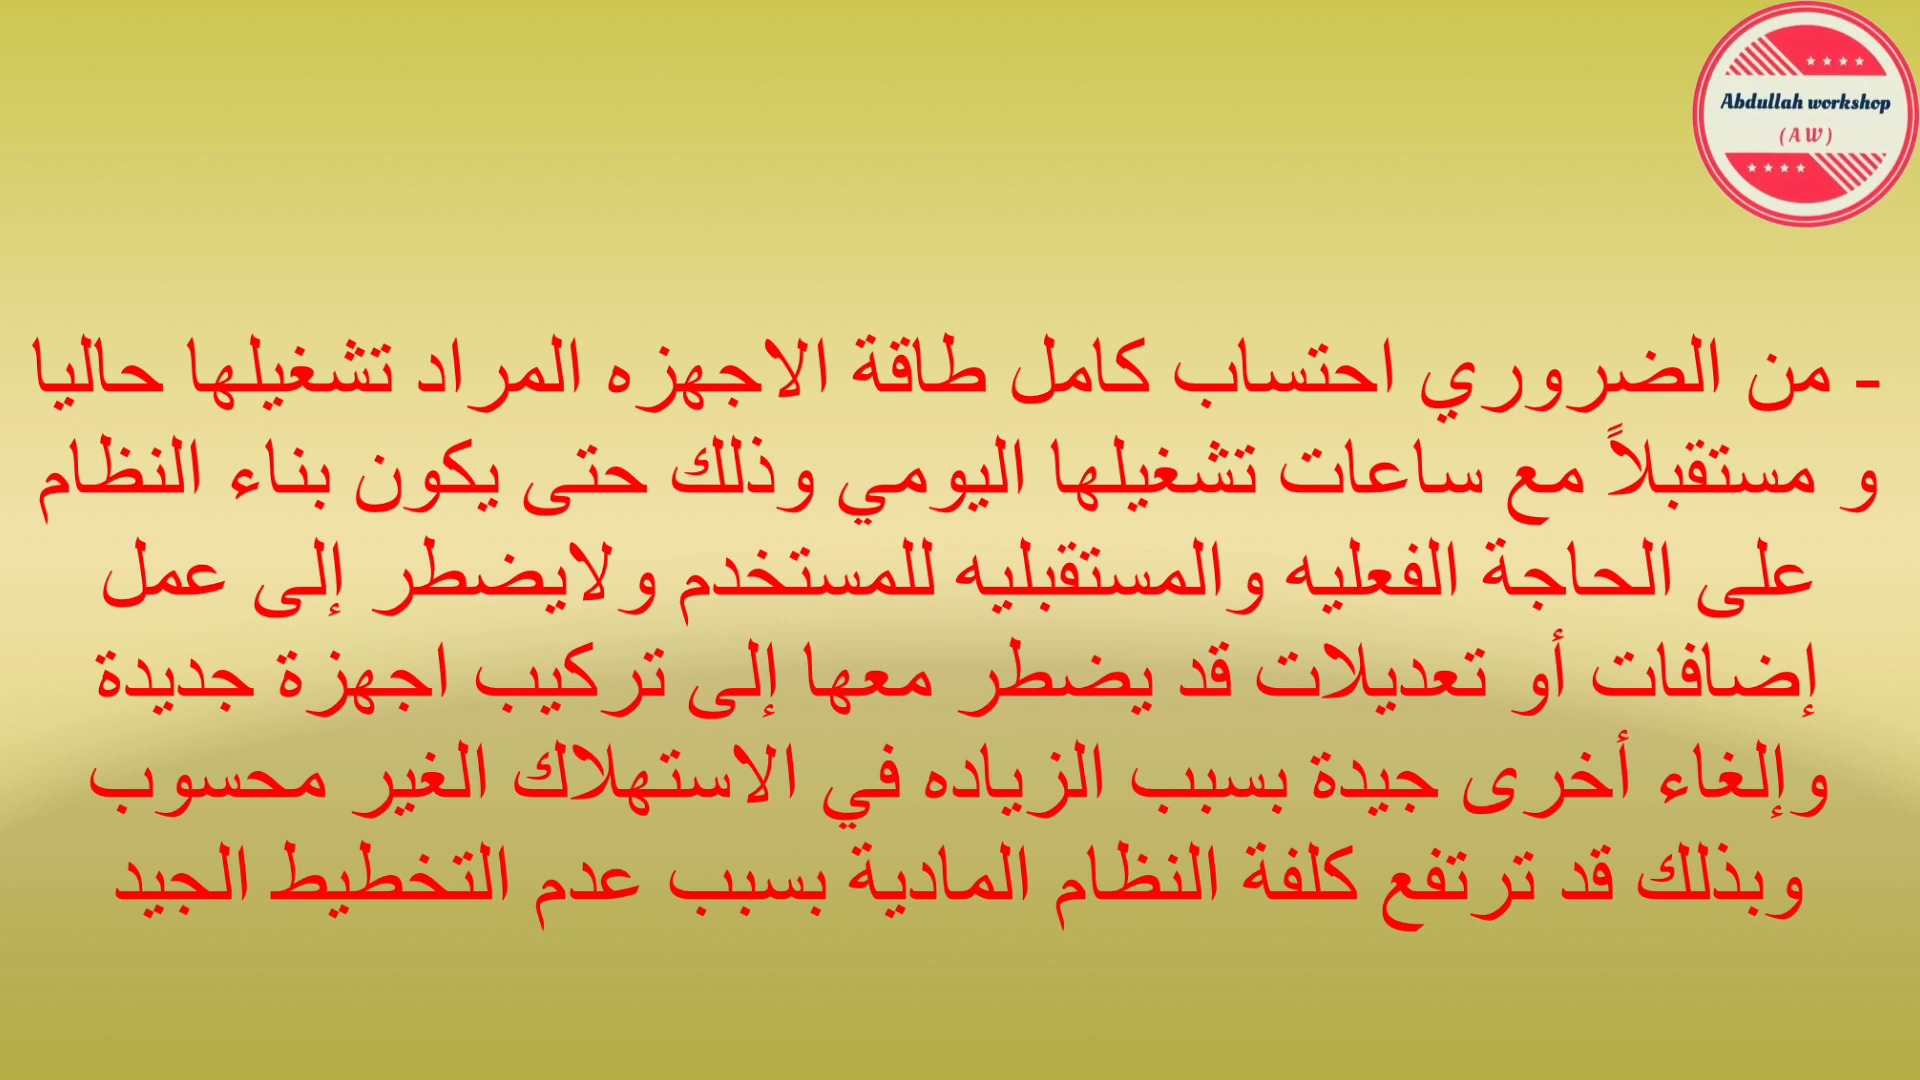 Abdullah workshop
(AW)
- من الضروري احتساب كامل طاقة الاجهزه المراد تشغيلها حاليا
و مستقبلاً مع ساعات تشغيلها اليومي وذلك حتى يكون بناء النظام
على الحاجة الفعليه والمستقبليه للمستخدم ولايضطر إلى عمل
إضافات أو تعديلات قد يضطر معها إلى تركيب اجهزة جديدة
وإلغاء أخرى جيدة بسبب الزياده في الاستهلاك الغير محسوب
وبذلك قد ترتفع كلفة النظام المادية بسبب عدم التخطيط الجيد